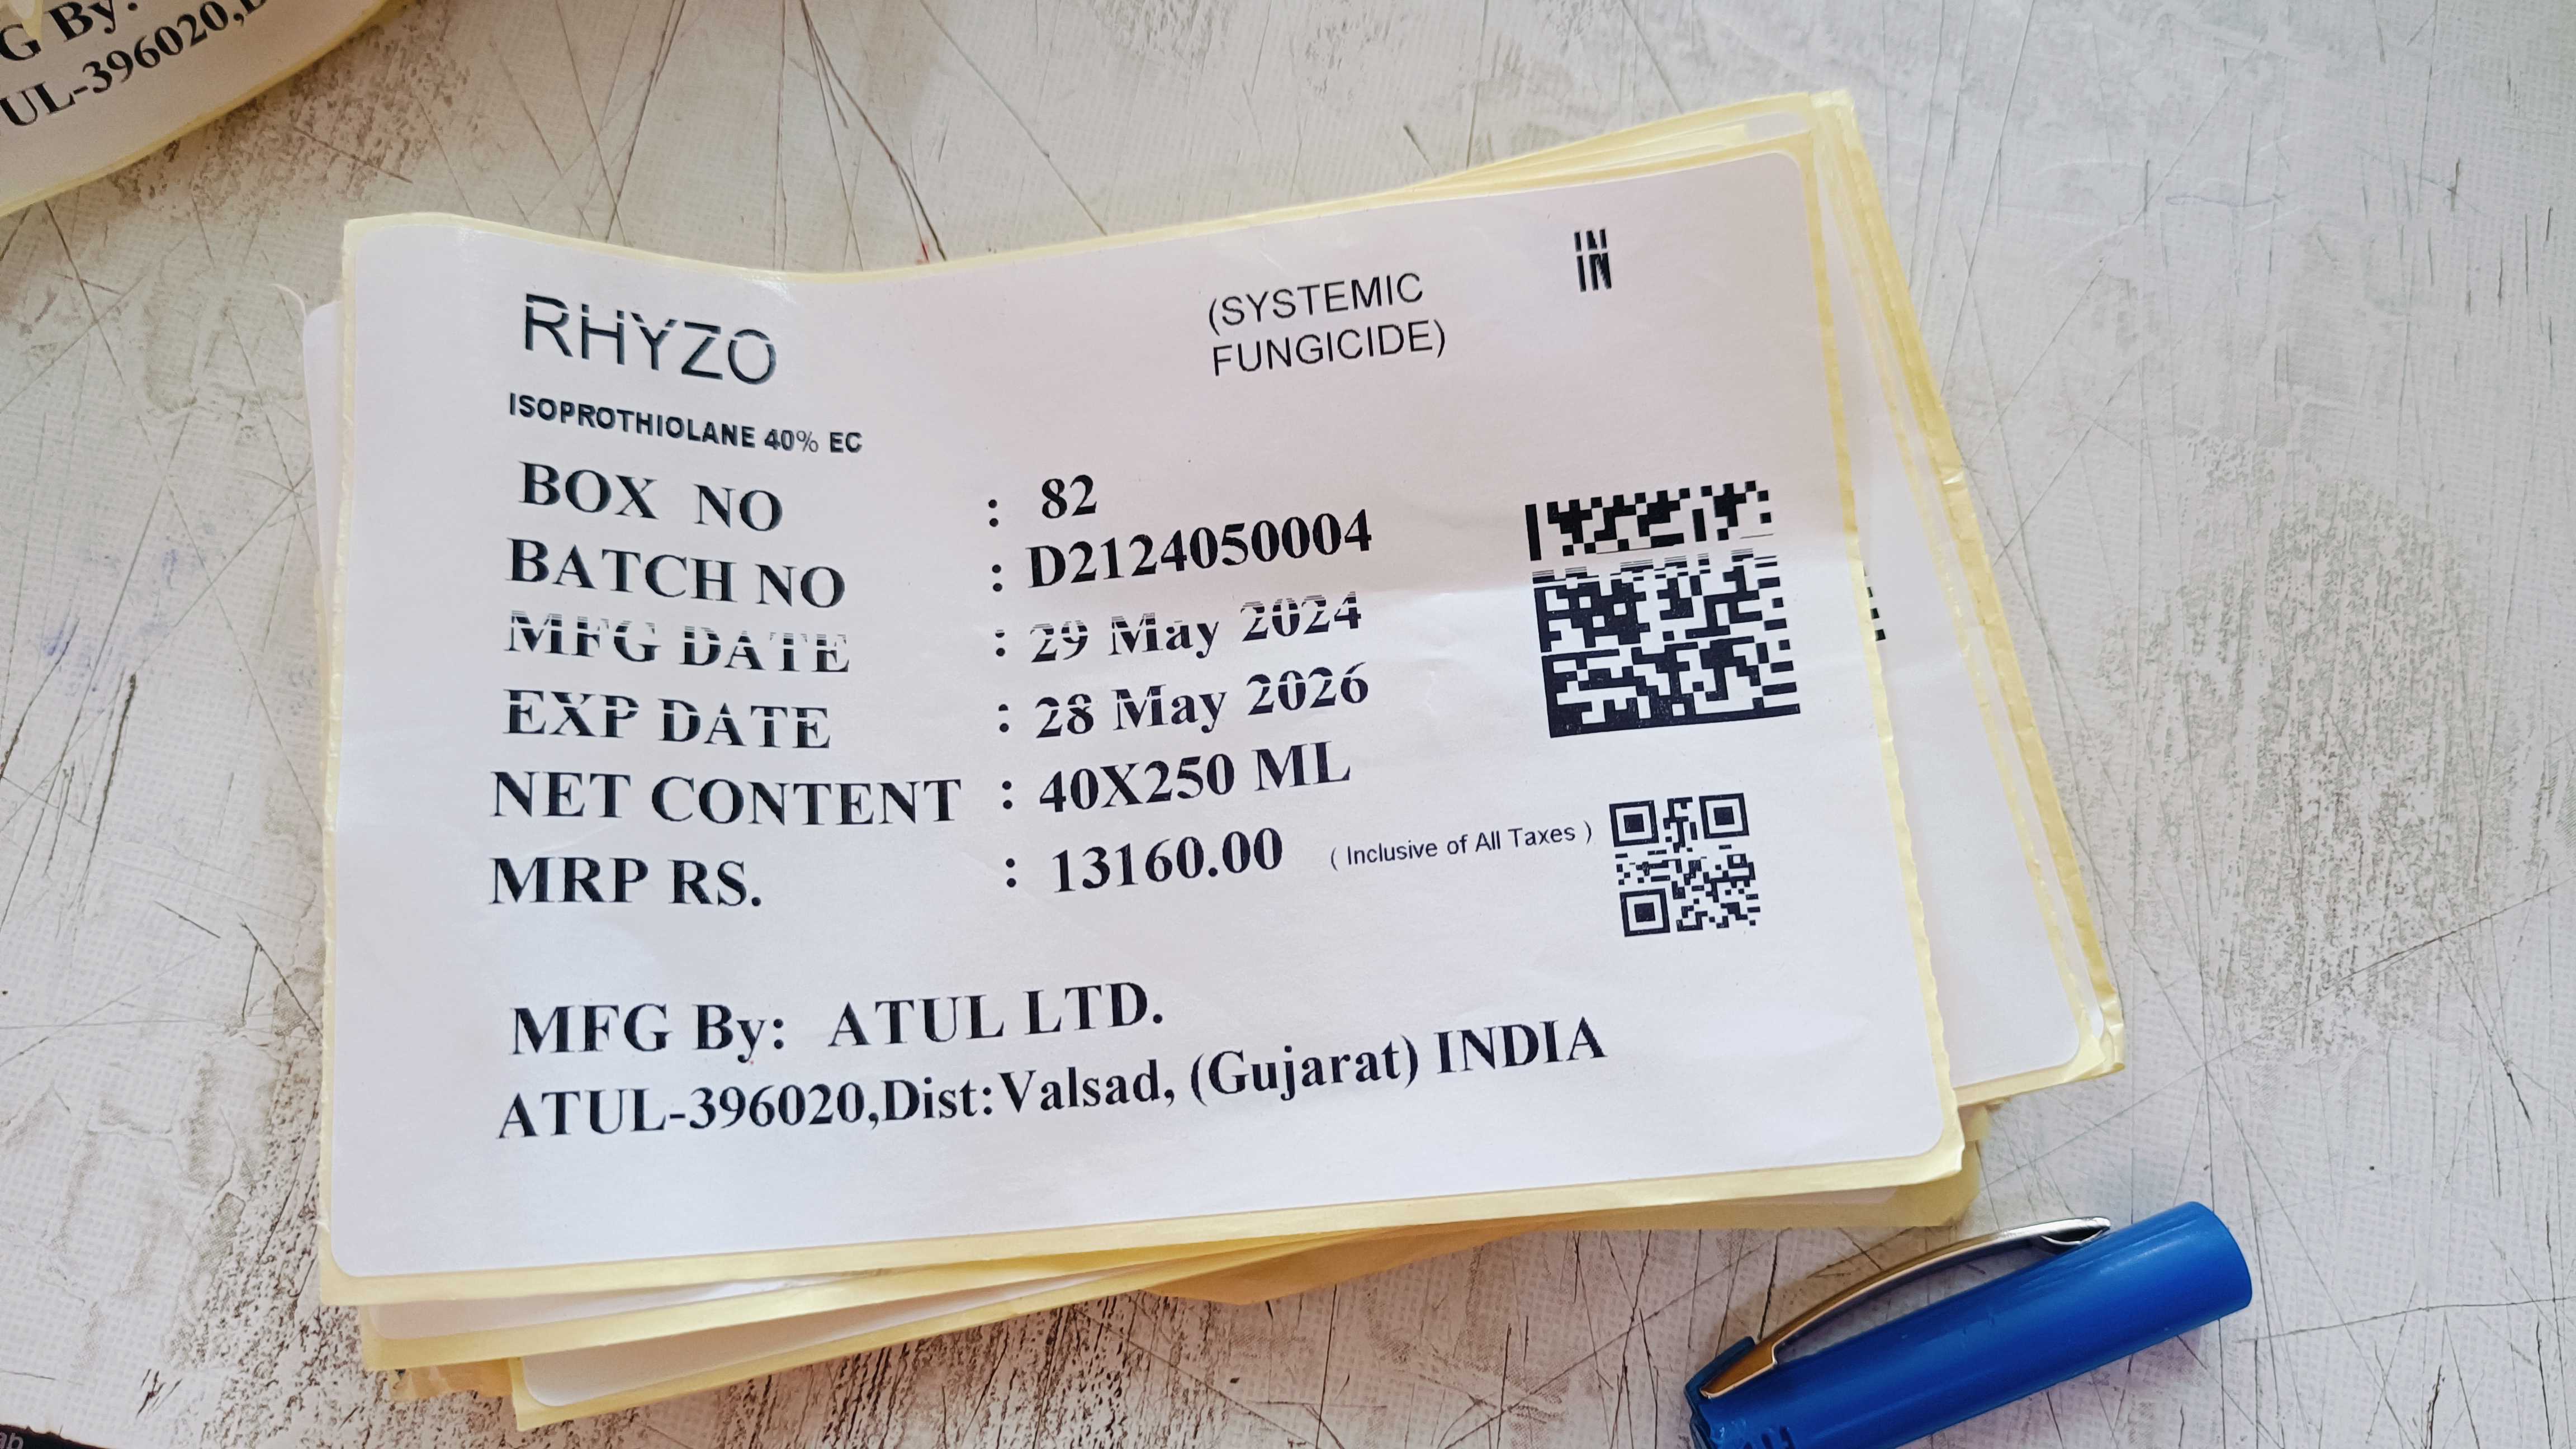 G By:
UL-396020,
RHYZO
(SYSTEMIC
FUNGICIDE)
IN
IN
ISOPROTHIOLANE 40% EC
BOX NO : 82
BATCH NO : D2124050004
MFG DATE : 29 May 2024
EXP DATE : 28 May 2026
NET CONTENT : 40X250 ML
MRP RS. : 13160.00 ( Inclusive of All Taxes )
MFG By: ATUL LTD.
ATUL-396020,Dist:Valsad, (Gujarat) INDIA